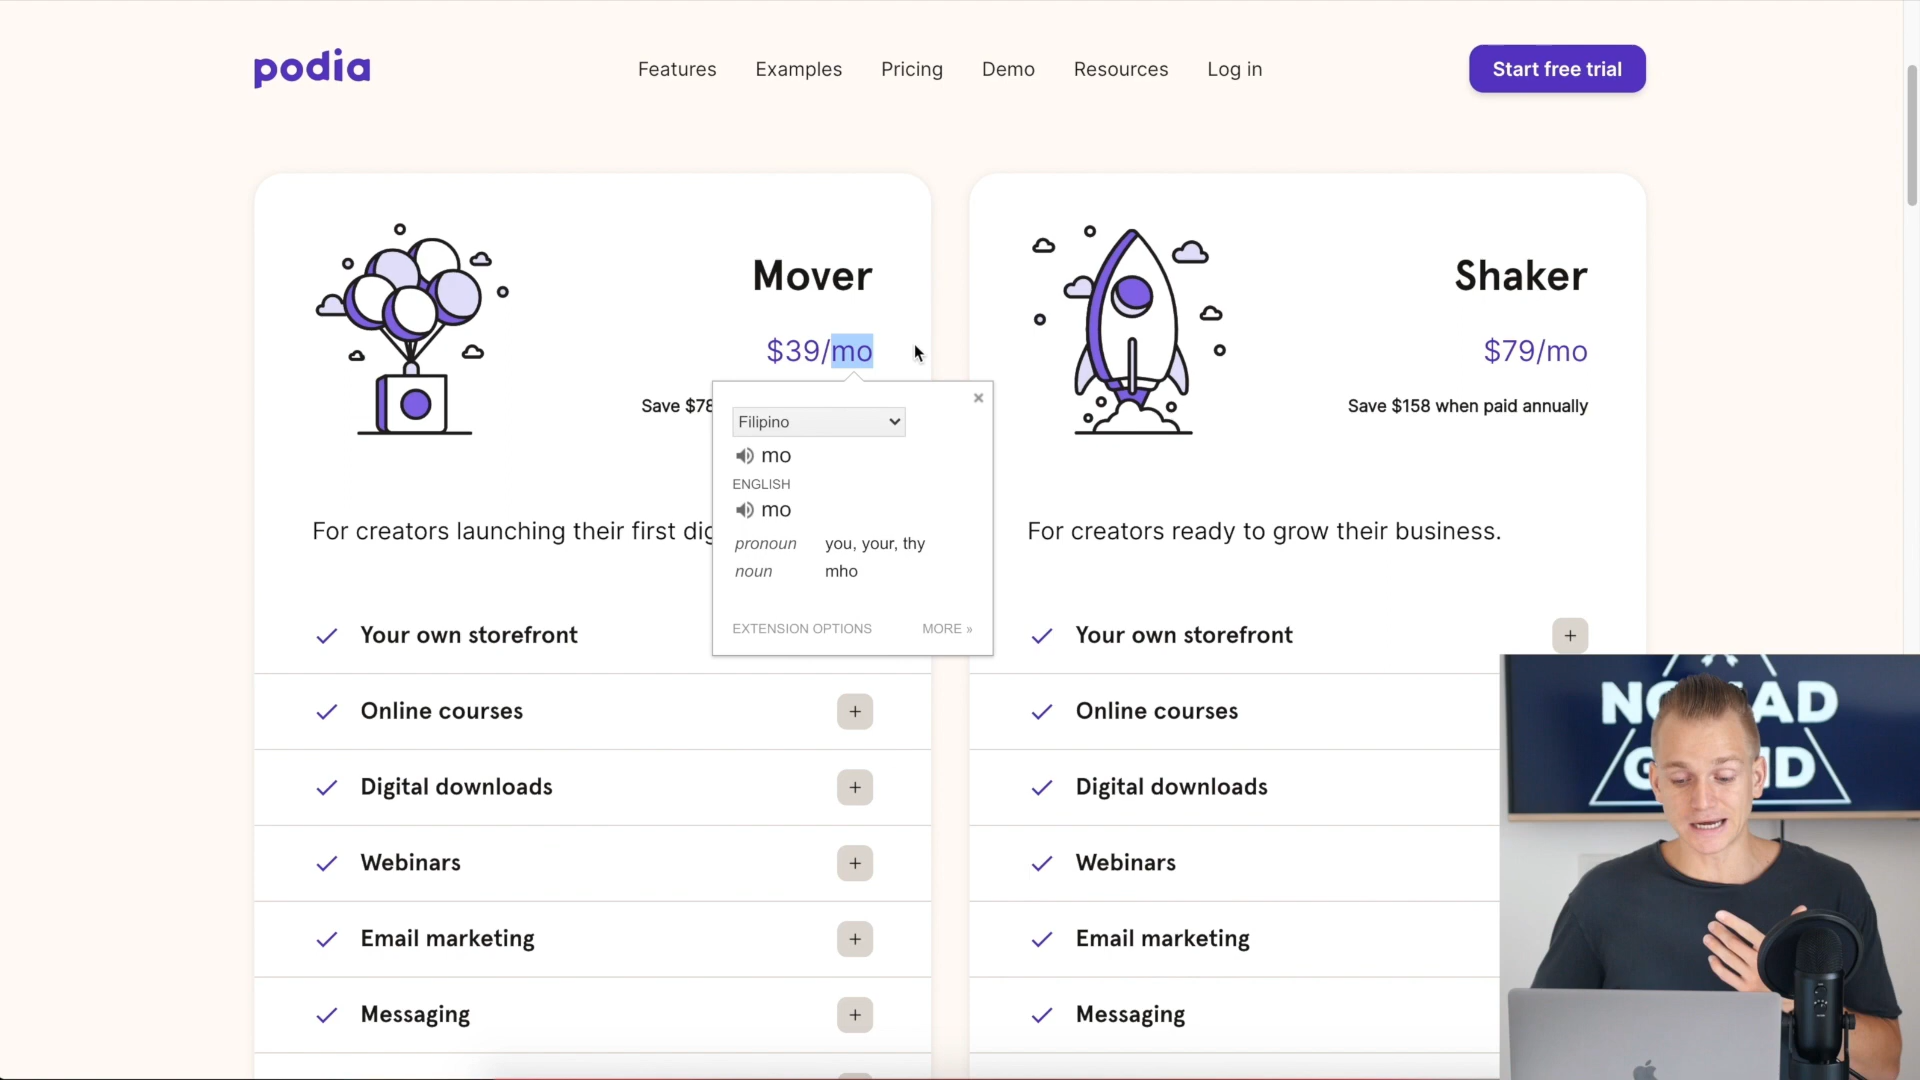 podia
Features
Examples
Pricing
Demo
Resources
Log in
Start free trial
Mover
$39/mo
Save $78
For creators launching their first dig
Your own storefront
Online courses
Digital downloads
Webinars
Email marketing
Messaging
Filipino
mo
ENGLISH
mo
pronoun you, your, thy
noun mho
EXTENSION OPTIONS
MORE »
Shaker
$79/mo
Save $158 when paid annually
For creators ready to grow their business.
Your own storefront
Online courses
Digital downloads
Webinars
Email marketing
Messaging